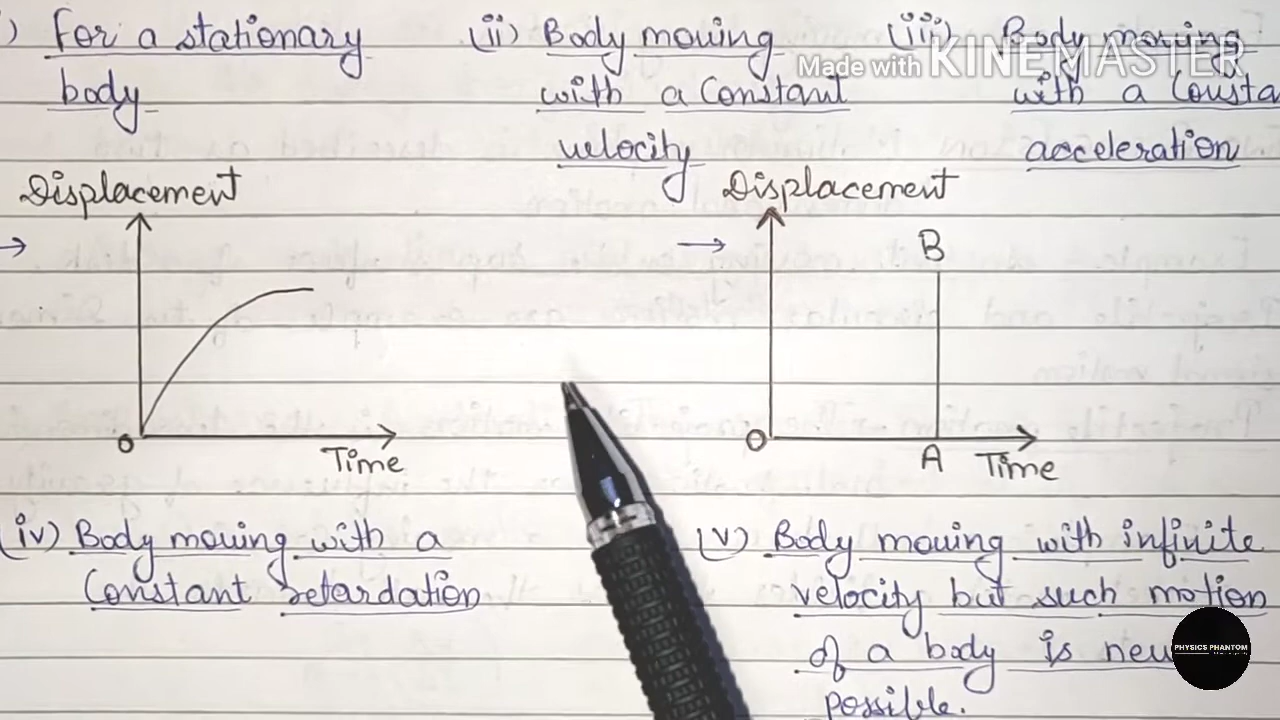 ) For a stationary
body
(ii) Body moving
with a Constant
velocity
(iii) Body moving
with a Consta
acceleration
Made with KINEMASTER
Displacement
O
Time
(iv) Body moving with a
Constant retardation
Displacement
B
O
A
Time
(v) Body moving with infinite
velocity but such motion
of a body is
possible.
PHYSICS PHANTOM